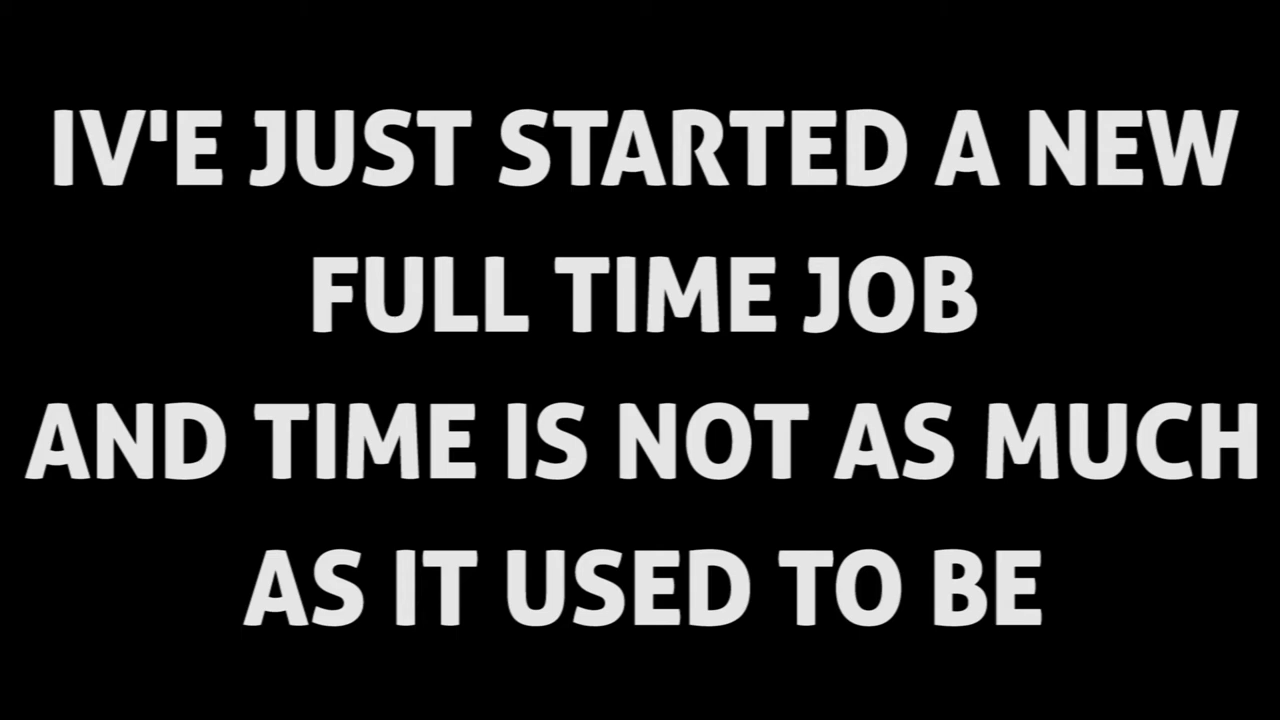 IV'E JUST STARTED A NEW
FULL TIME JOB
AND TIME IS NOT AS MUCH
AS IT USED TO BE